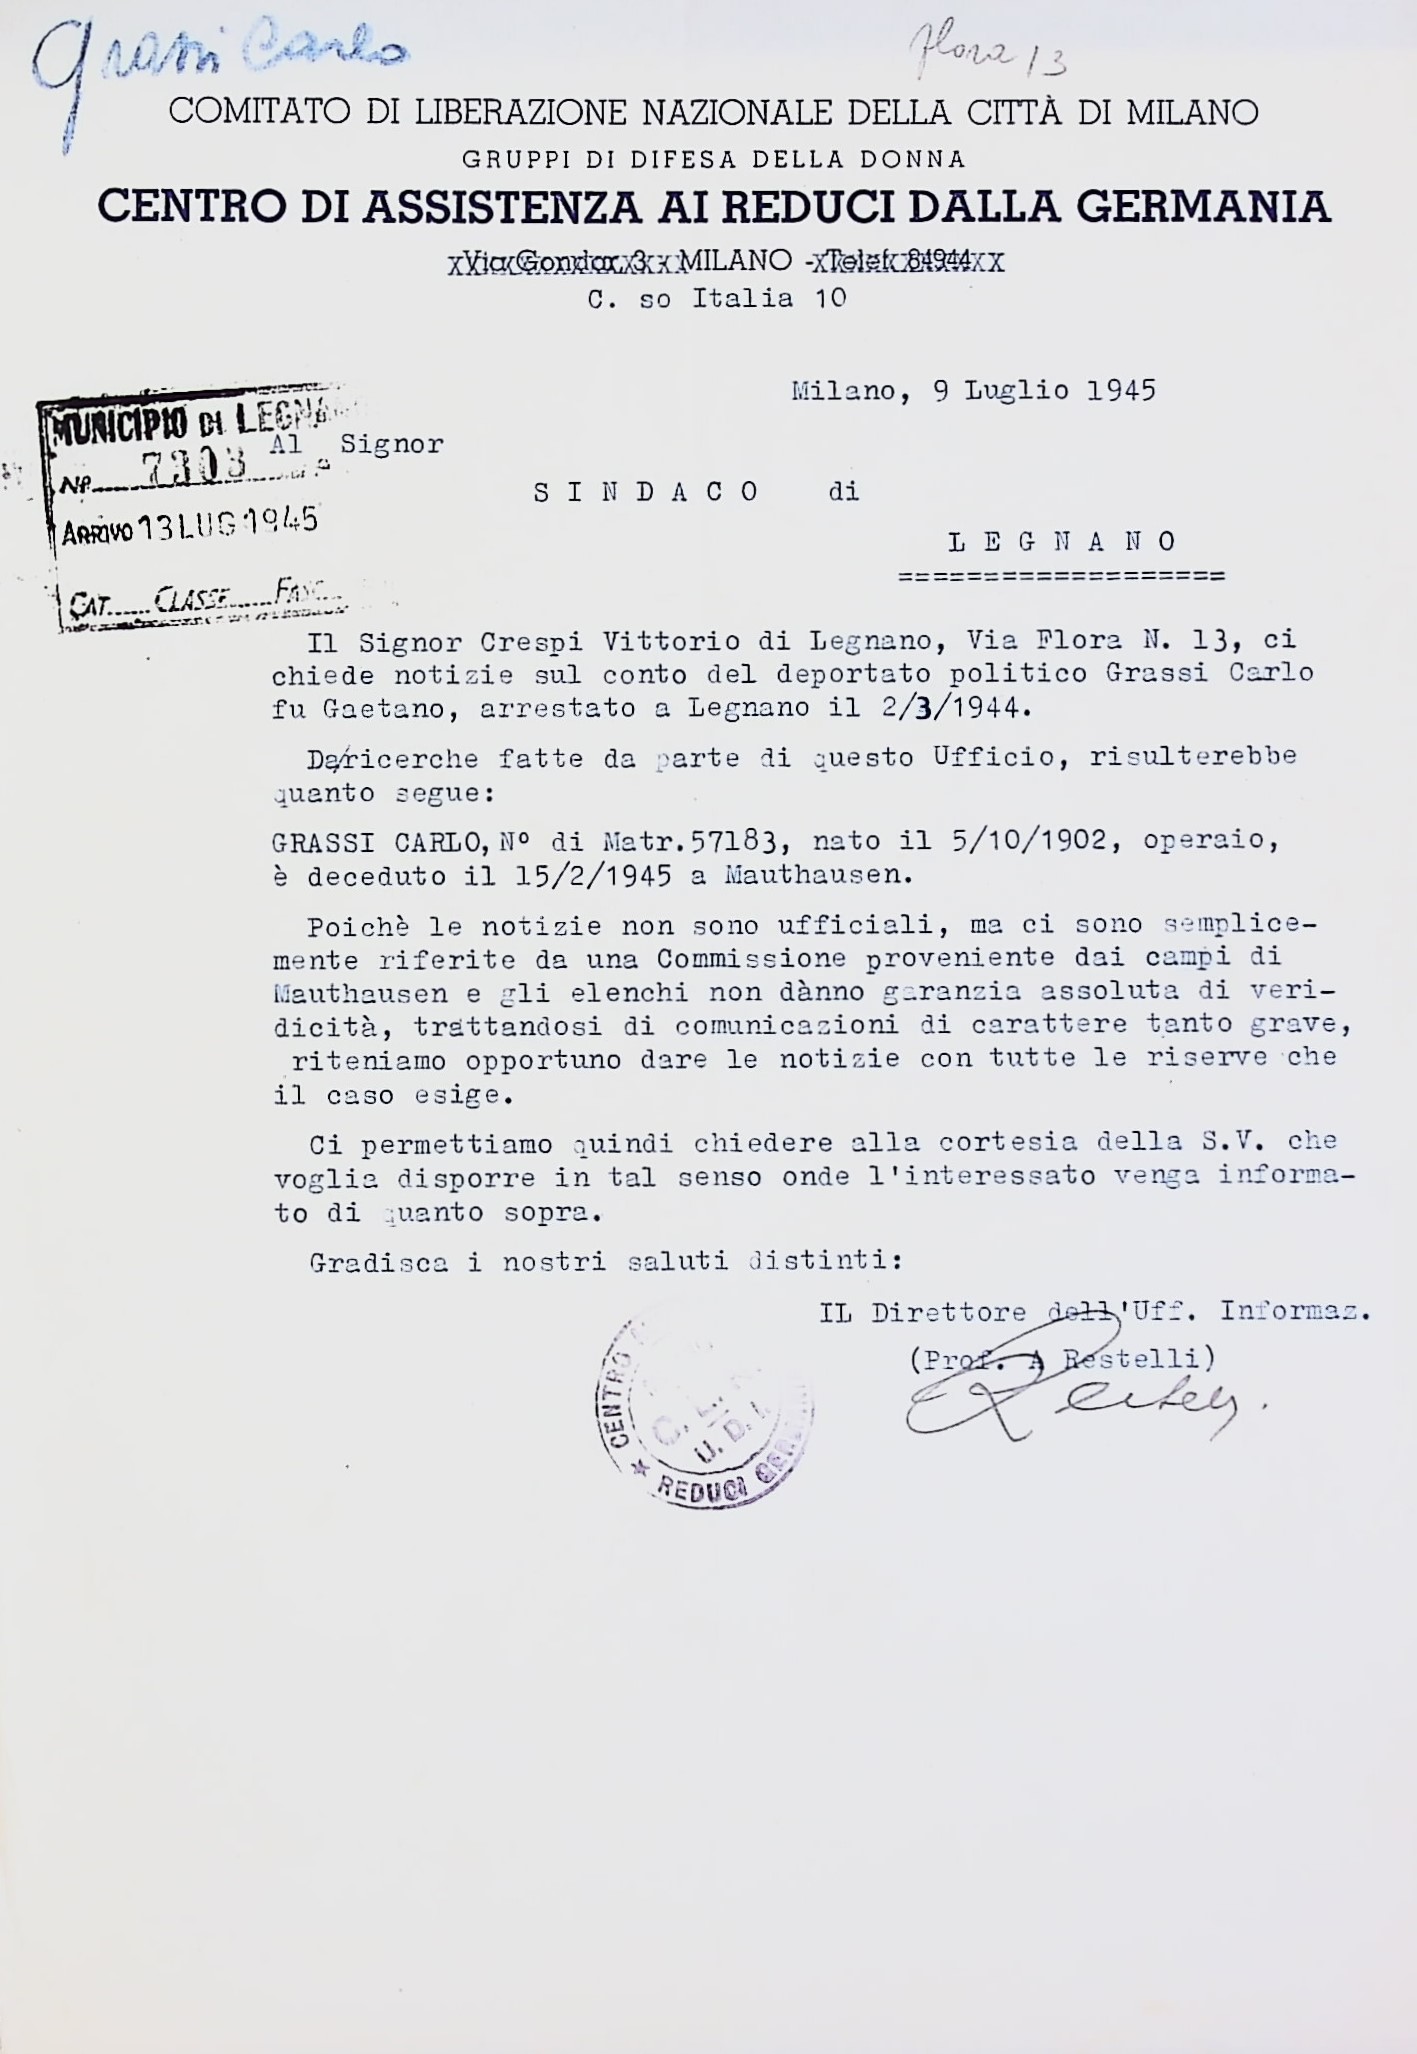 Grassi Carlo
Flora 13
COMITATO DI LIBERAZIONE NAZIONALE DELLA CITTÀ DI MILANO
GRUPPI DI DIFESA DELLA DONNA
CENTRO DI ASSISTENZA AI REDUCI DALLA GERMANIA
Via Gondar, 3 - MILANO - Telef. 84944
C. so Italia 10
Milano, 9 Luglio 1945
MUNICIPIO DI LEGNANO
No. 7303
ARRIVO 13 LUG 1945
CAT...... CLASSE...... FASC...
Al Signor
S I N D A C O di
L E G N A N O
===================
Il Signor Crespi Vittorio di Legnano, Via Flora N. 13, ci
chiede notizie sul conto del deportato politico Grassi Carlo
fu Gaetano, arrestato a Legnano il 2/3/1944.
Da/ricerche fatte da parte di questo Ufficio, risulterebbe
quanto segue:
GRASSI CARLO, Nº di Matr.57183, nato il 5/10/1902, operaio,
è deceduto il 15/2/1945 a Mauthausen.
Poichè le notizie non sono ufficiali, ma ci sono semplice-
mente riferite da una Commissione proveniente dai campi di
Mauthausen e gli elenchi non dànno garanzia assoluta di veri-
dicità, trattandosi di comunicazioni di carattere tanto grave,
riteniamo opportuno dare le notizie con tutte le riserve che
il caso esige.
Ci permettiamo quindi chiedere alla cortesia della S.V. che
voglia disporre in tal senso onde l'interessato venga informa-
to di quanto sopra.
Gradisca i nostri saluti distinti:
IL Direttore dell'Uff. Informaz.
(Prof. A Restelli)
CENTRO
C. L. N.
U. D. I.
★ REDUCI GERMANIA